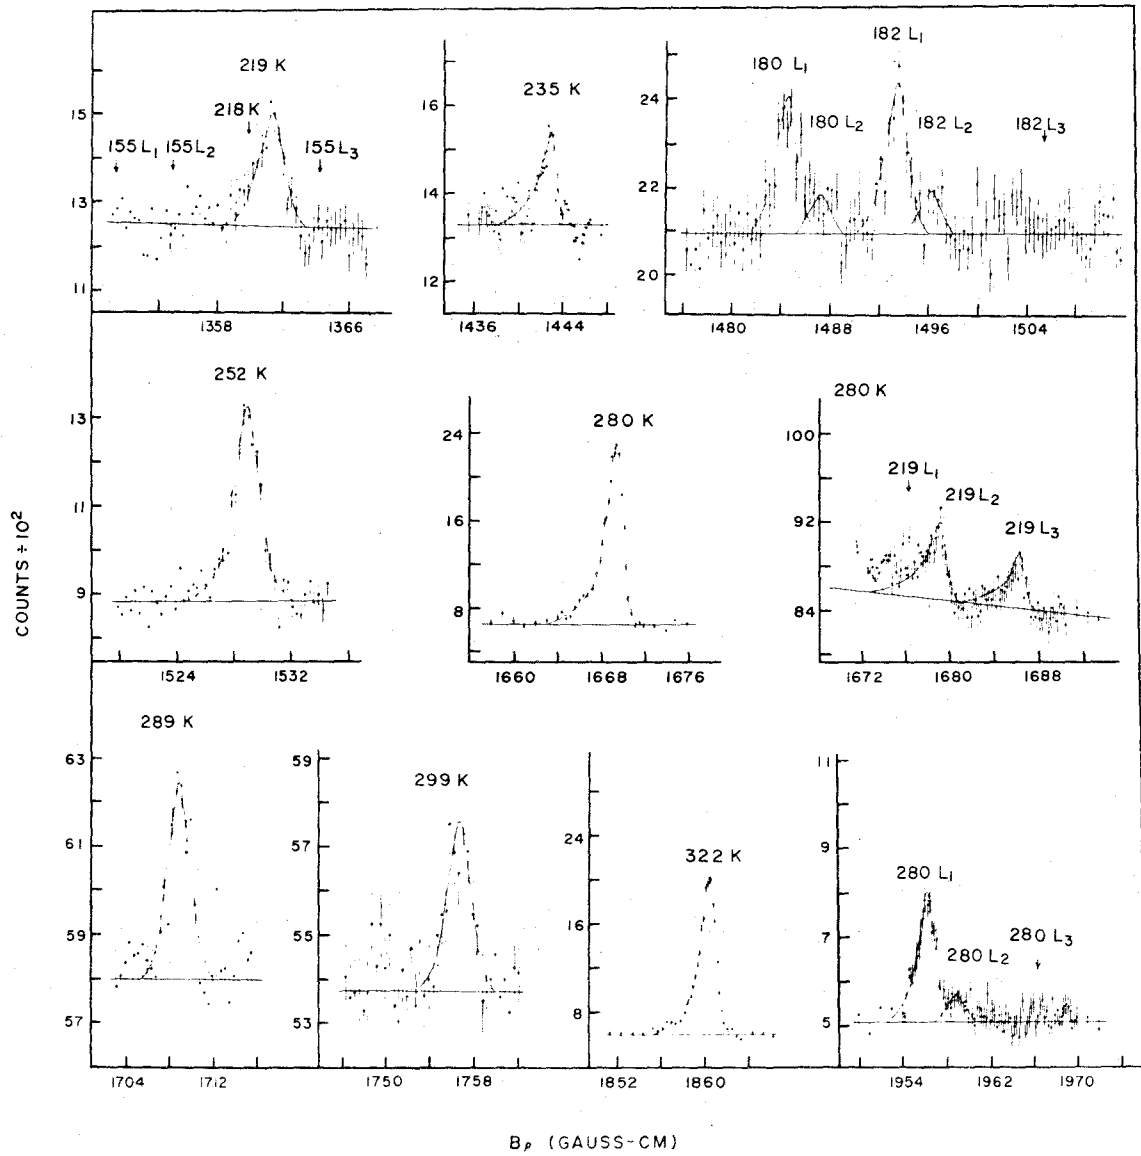 182 L1
180 L1
219 K
218 K
235 K
180 L2
182 L2
182 L3
155 L1
155 L2
155 L3
15
13
11
16
14
12
24
22
20
1358
1366
1436
1444
1480
1488
1496
1504
252 K
280 K
280 K
219 L1
219 L2
219 L3
13
11
9
24
16
8
100
92
84
1524
1532
1660
1668
1676
1672
1680
1688
COUNTS ÷ 10²
289 K
299 K
322 K
280 L1
280 L2
280 L3
63
61
59
57
59
57
55
53
24
16
8
11
9
7
5
1704
1712
1750
1758
1852
1860
1954
1962
1970
Bρ (GAUSS-CM)